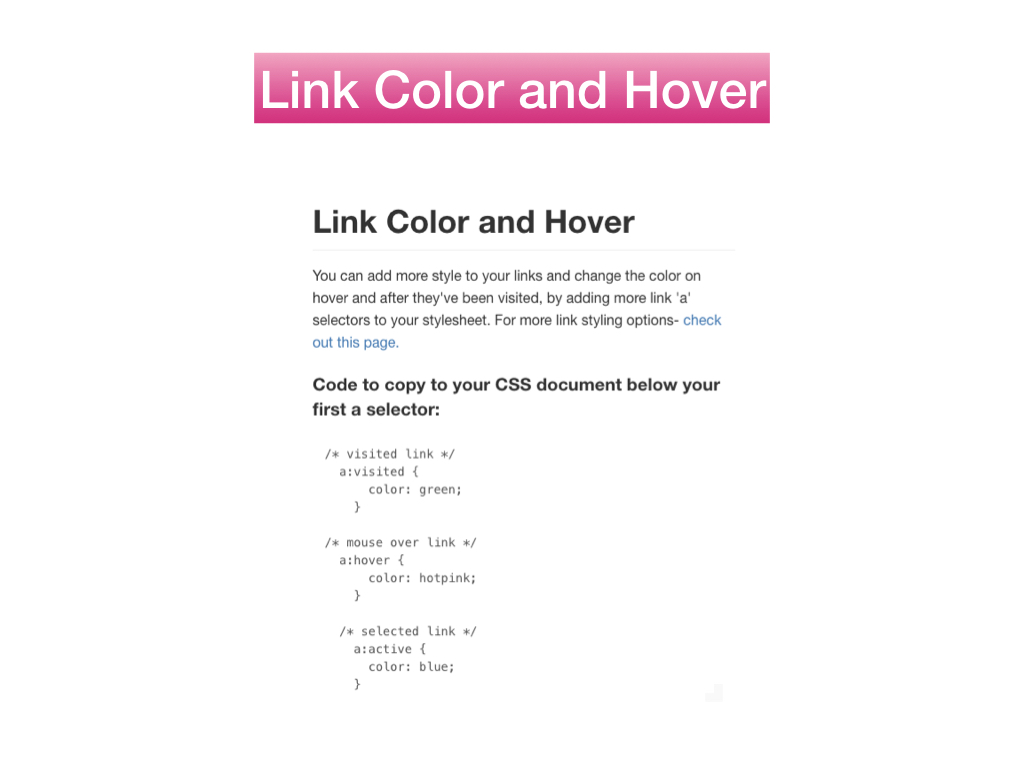 Link Color and Hover
Link Color and Hover
You can add more style to your links and change the color on
hover and after they've been visited, by adding more link 'a'
selectors to your stylesheet. For more link styling options- check
out this page.
Code to copy to your CSS document below your
first a selector:
/* visited link */
a:visited {
color: green;
}
/* mouse over link */
a:hover {
color: hotpink;
}
/* selected link */
a:active {
color: blue;
}